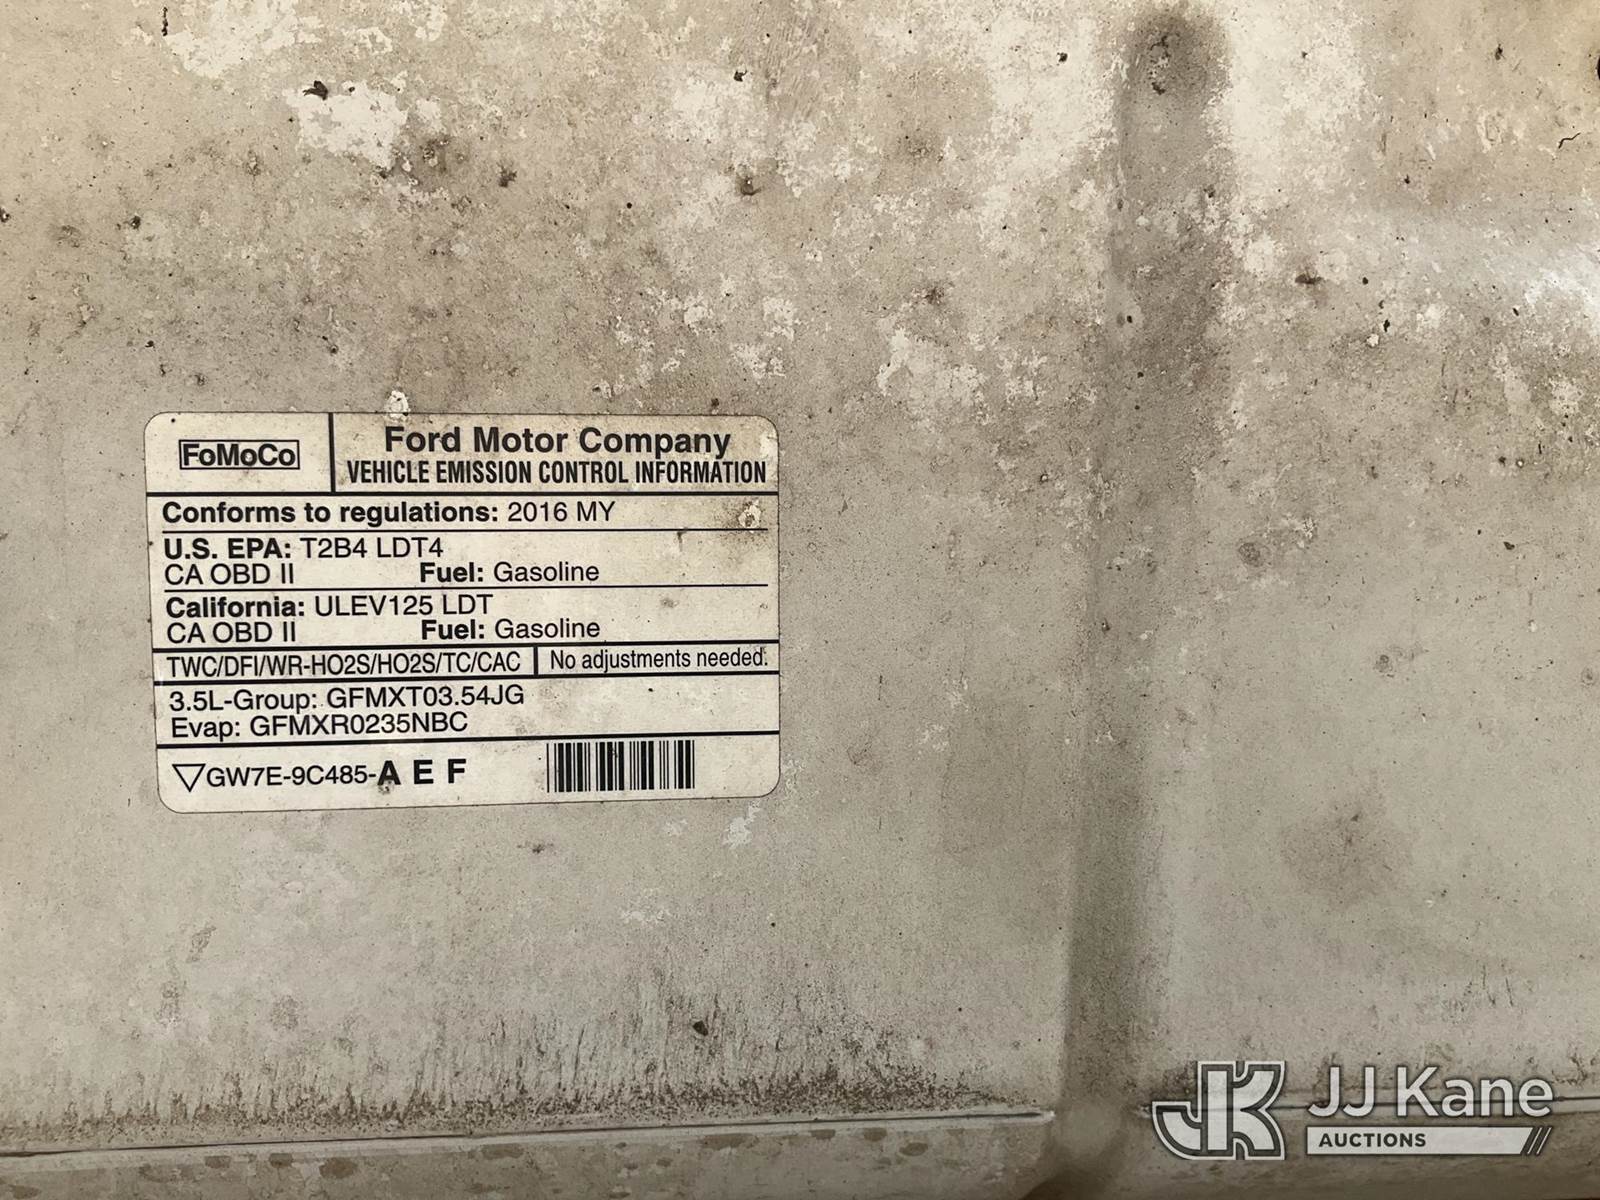 FoMoCo
Ford Motor Company
VEHICLE EMISSION CONTROL INFORMATION
Conforms to regulations: 2016 MY
U.S. EPA: T2B4 LDT4
CA OBD II Fuel: Gasoline
California: ULEV125 LDT
CA OBD II Fuel: Gasoline
TWC/DFI/WR-HO2S/HO2S/TC/CAC No adjustments needed.
3.5L-Group: GFMXT03.54JG
Evap: GFMXR0235NBC
GW7E-9C485-A E F
JK JJ Kane
AUCTIONS